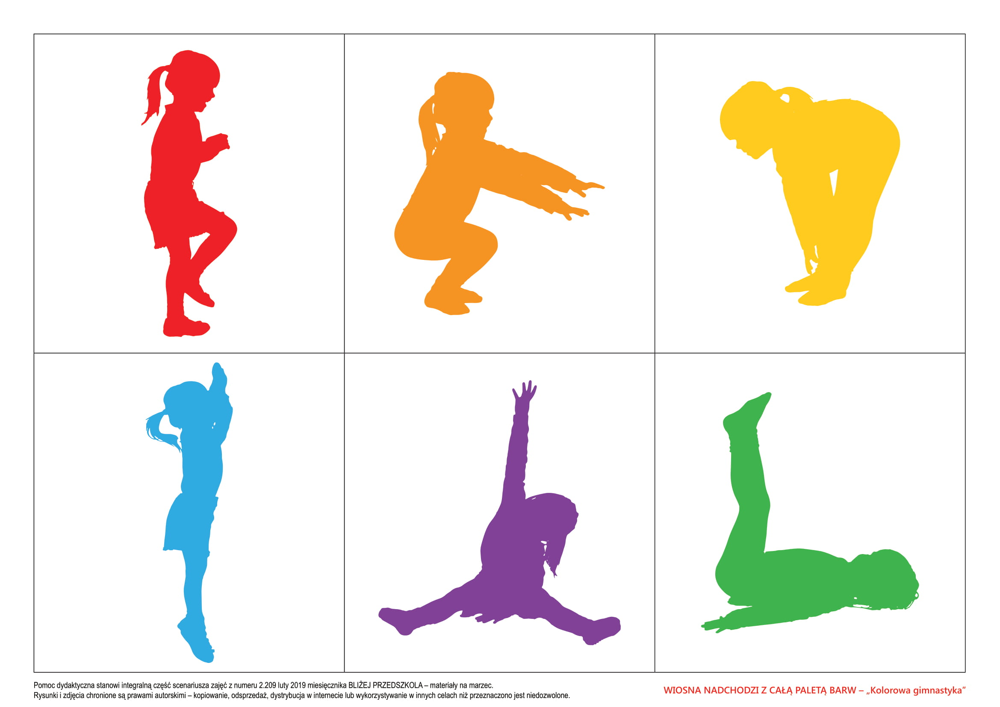 Pomoc dydaktyczna stanowi integralną część scenariusza zajęć z numeru 2.209 luty 2019 miesięcznika BLIŻEJ PRZEDSZKOLA – materiały na marzec.
Rysunki i zdjęcia chronione są prawami autorskimi – kopiowanie, odsprzedaż, dystrybucja w internecie lub wykorzystywanie w innych celach niż przeznaczono jest niedozwolone.
WIOSNA NADCHODZI Z CAŁĄ PALETĄ BARW – „Kolorowa gimnastyka”